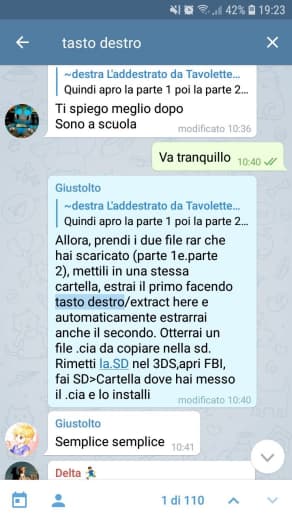 42% 19:23
tasto destro
~destra L'addestrato da Tavolette...
Quindi apro la parte 1 poi la parte 2...
Ti spiego meglio dopo
Sono a scuola
modificato 10:36
Va tranquillo 10:40
Giustolto
~destra L'addestrato da Tavolette...
Quindi apro la parte 1 poi la parte 2...
Allora, prendi i due file rar che
hai scaricato (parte 1e.parte
2), mettili in una stessa
cartella, estrai il primo facendo
tasto destro/extract here e
automaticamente estrarrai
anche il secondo. Otterrai un
file .cia da copiare nella sd.
Rimetti la.SD nel 3DS,apri FBI,
fai SD>Cartella dove hai messo
il .cia e lo installi
modificato 10:40
Giustolto
Semplice semplice 10:41
Delta
1 di 110